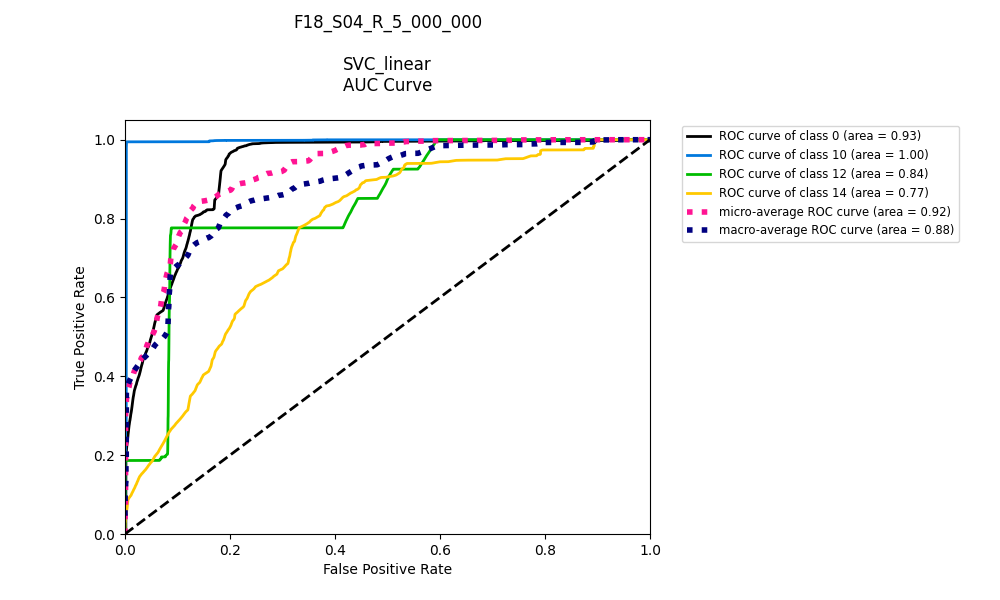 F18_S04_R_5_000_000
SVC_linear
AUC Curve
True Positive Rate
1.0
0.8
0.6
0.4
0.2
0.0
0.0 0.2 0.4 0.6 0.8 1.0
False Positive Rate
ROC curve of class 0 (area = 0.93)
ROC curve of class 10 (area = 1.00)
ROC curve of class 12 (area = 0.84)
ROC curve of class 14 (area = 0.77)
micro-average ROC curve (area = 0.92)
macro-average ROC curve (area = 0.88)